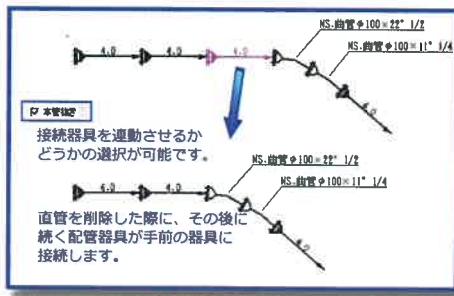 NS.曲管φ100×22° 1/2
NS.曲管φ100×11° 1/4
4.0 4.0 4.0
4.0
接続器具を連動させるか
どうかの選択が可能です。
NS.曲管φ100×22° 1/2
NS.曲管φ100×11° 1/4
4.0 4.0
4.0
直管を削除した際に、その後に
続く配管器具が手前の器具に
接続します。